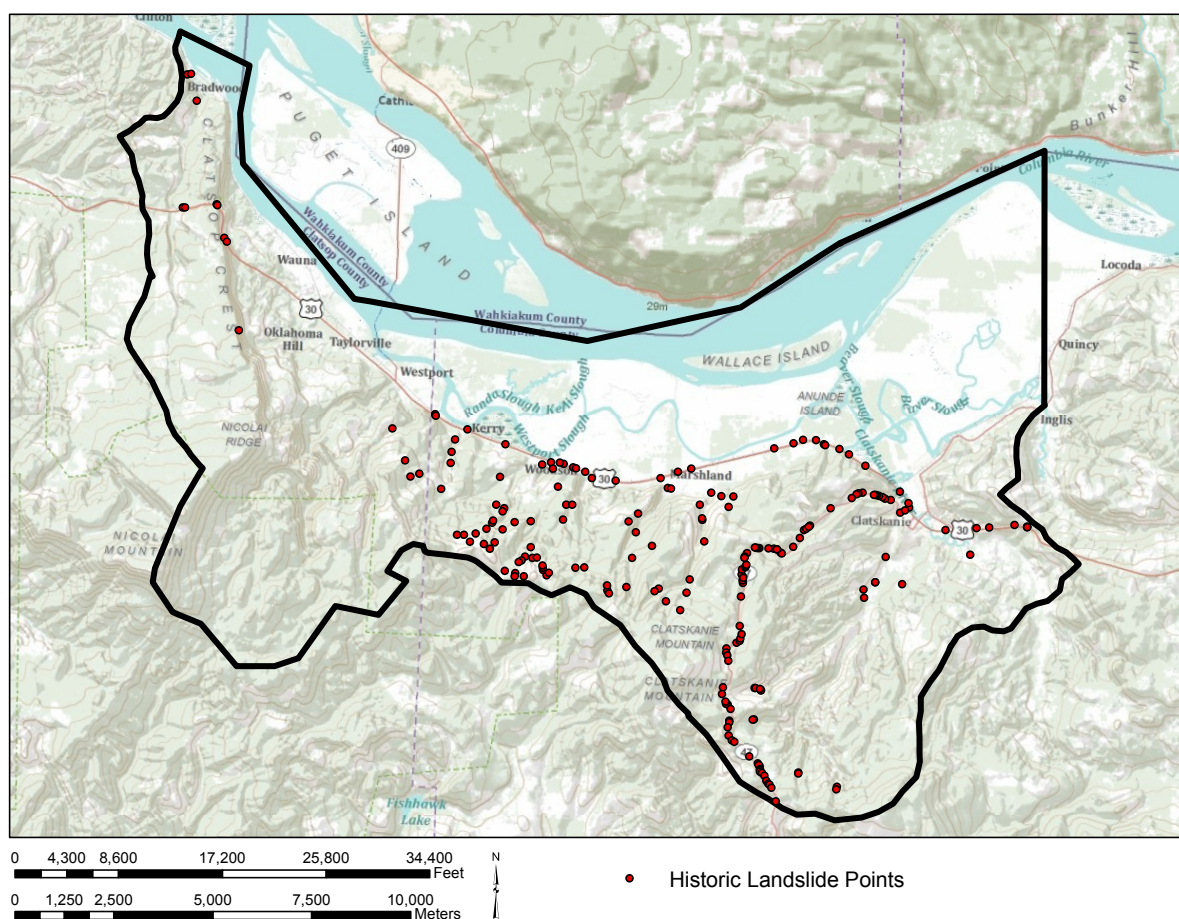 Clinton
Bradwood
CLATSOP CREST
PUGET ISLAND
Cathl
409
Bunker Hill
Columbia River
Wahkiakum County
Clatsop County
Wauna
30
Oklahoma Hill
Taylorville
Westport
29m
Wahkiakum County
WALLACE ISLAND
Locoda
Quincy
ANUNDE ISLAND
Beaver Slough
Beaver Slough
Inglis
Kerry
Westport Slough
NICOLAI RIDGE
30
Marshland
Clatskanie
30
MOUNTAIN
CLATSKANIE MOUNTAIN
CLATSKANIE MOUNTAIN
47
Fishhawk Lake
0 4,300 8,600 17,200 25,800 34,400
Feet
0 1,250 2,500 5,000 7,500 10,000
Meters
N
Historic Landslide Points